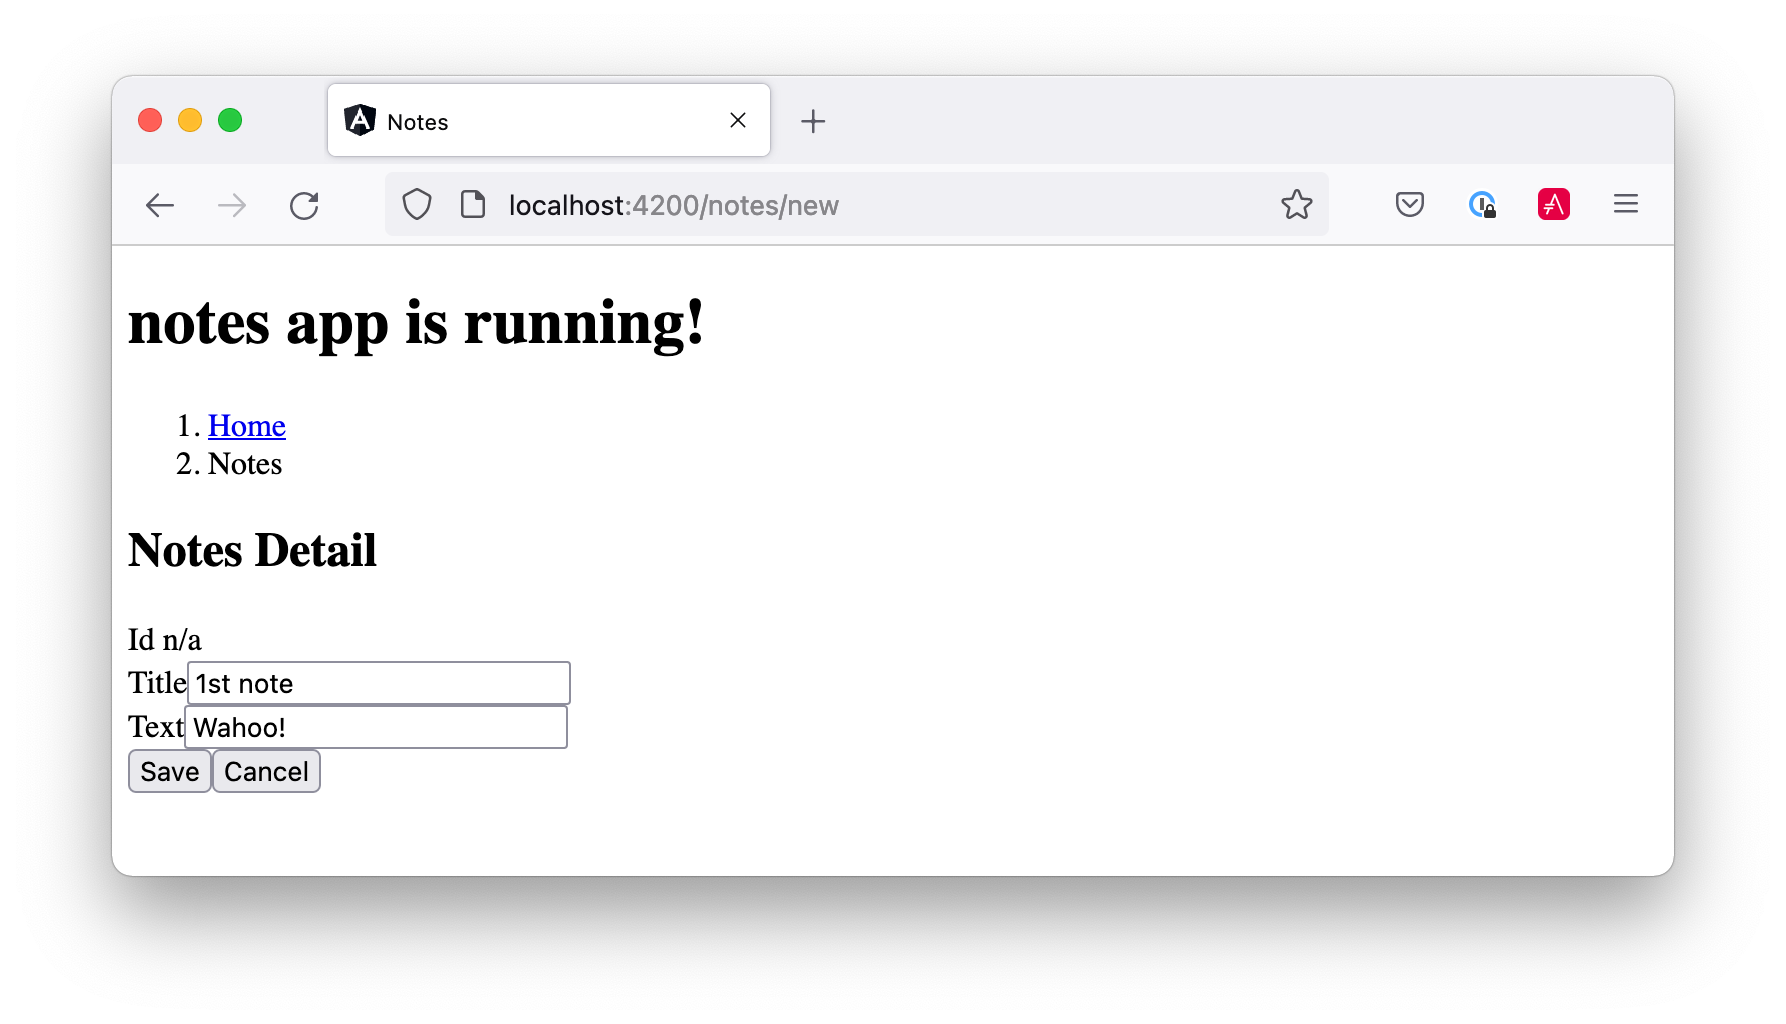 Notes
localhost:4200/notes/new
notes app is running!
1. Home
2. Notes
Notes Detail
Id n/a
Title 1st note
Text Wahoo!
Save Cancel